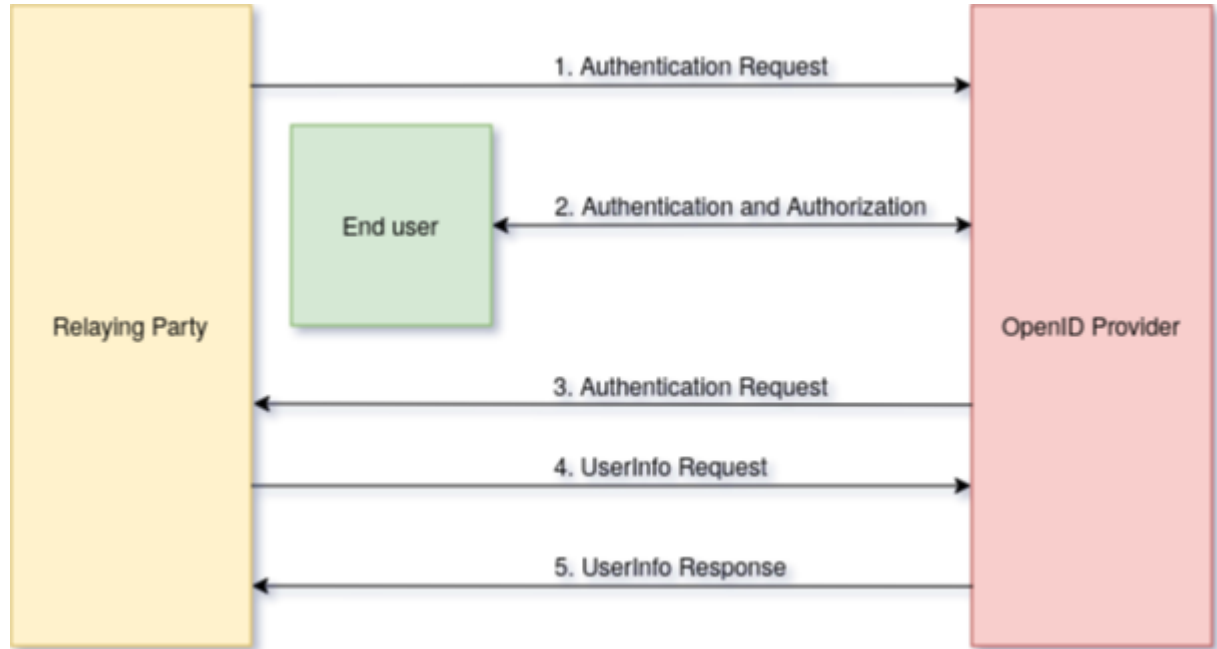 1. Authentication Request
End user
2. Authentication and Authorization
Relaying Party
OpenID Provider
3. Authentication Request
4. UserInfo Request
5. UserInfo Response